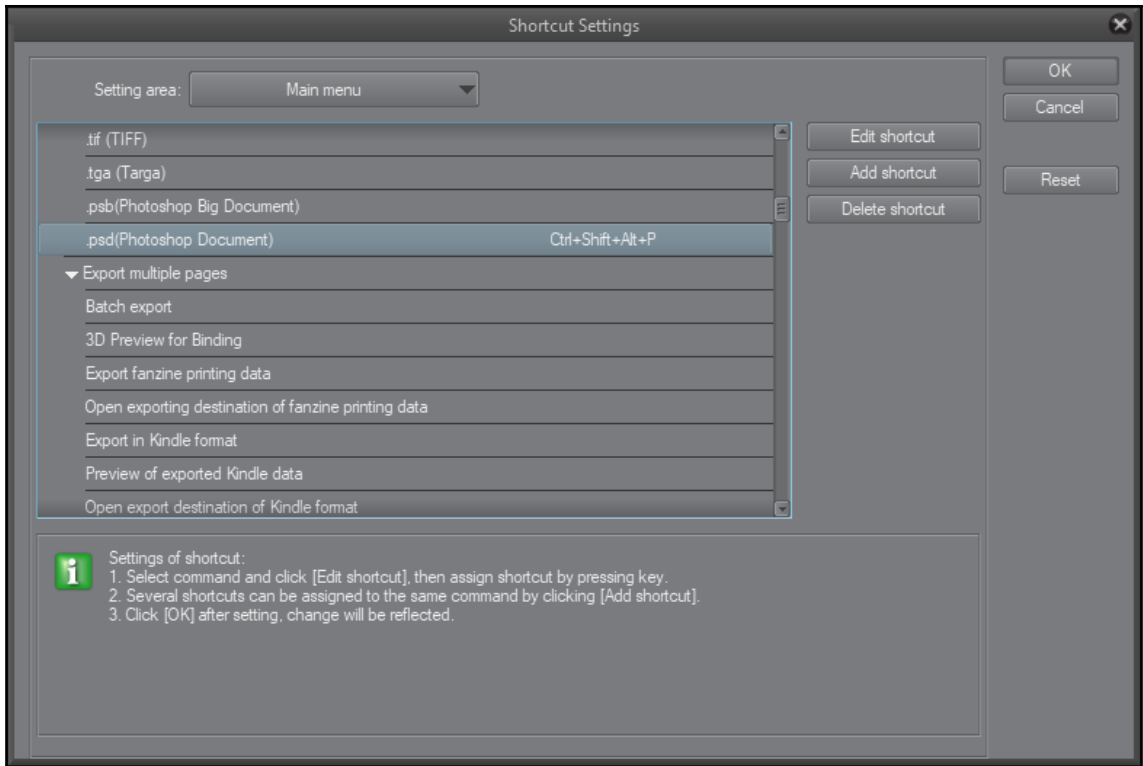 Shortcut Settings
Setting area: Main menu
OK
Cancel
Reset
.tif (TIFF)
.tga (Targa)
.psb(Photoshop Big Document)
.psd(Photoshop Document) Ctrl+Shift+Alt+P
Export multiple pages
Batch export
3D Preview for Binding
Export fanzine printing data
Open exporting destination of fanzine printing data
Export in Kindle format
Preview of exported Kindle data
Open export destination of Kindle format
Edit shortcut
Add shortcut
Delete shortcut
Settings of shortcut:
1. Select command and click [Edit shortcut], then assign shortcut by pressing key.
2. Several shortcuts can be assigned to the same command by clicking [Add shortcut].
3. Click [OK] after setting, change will be reflected.